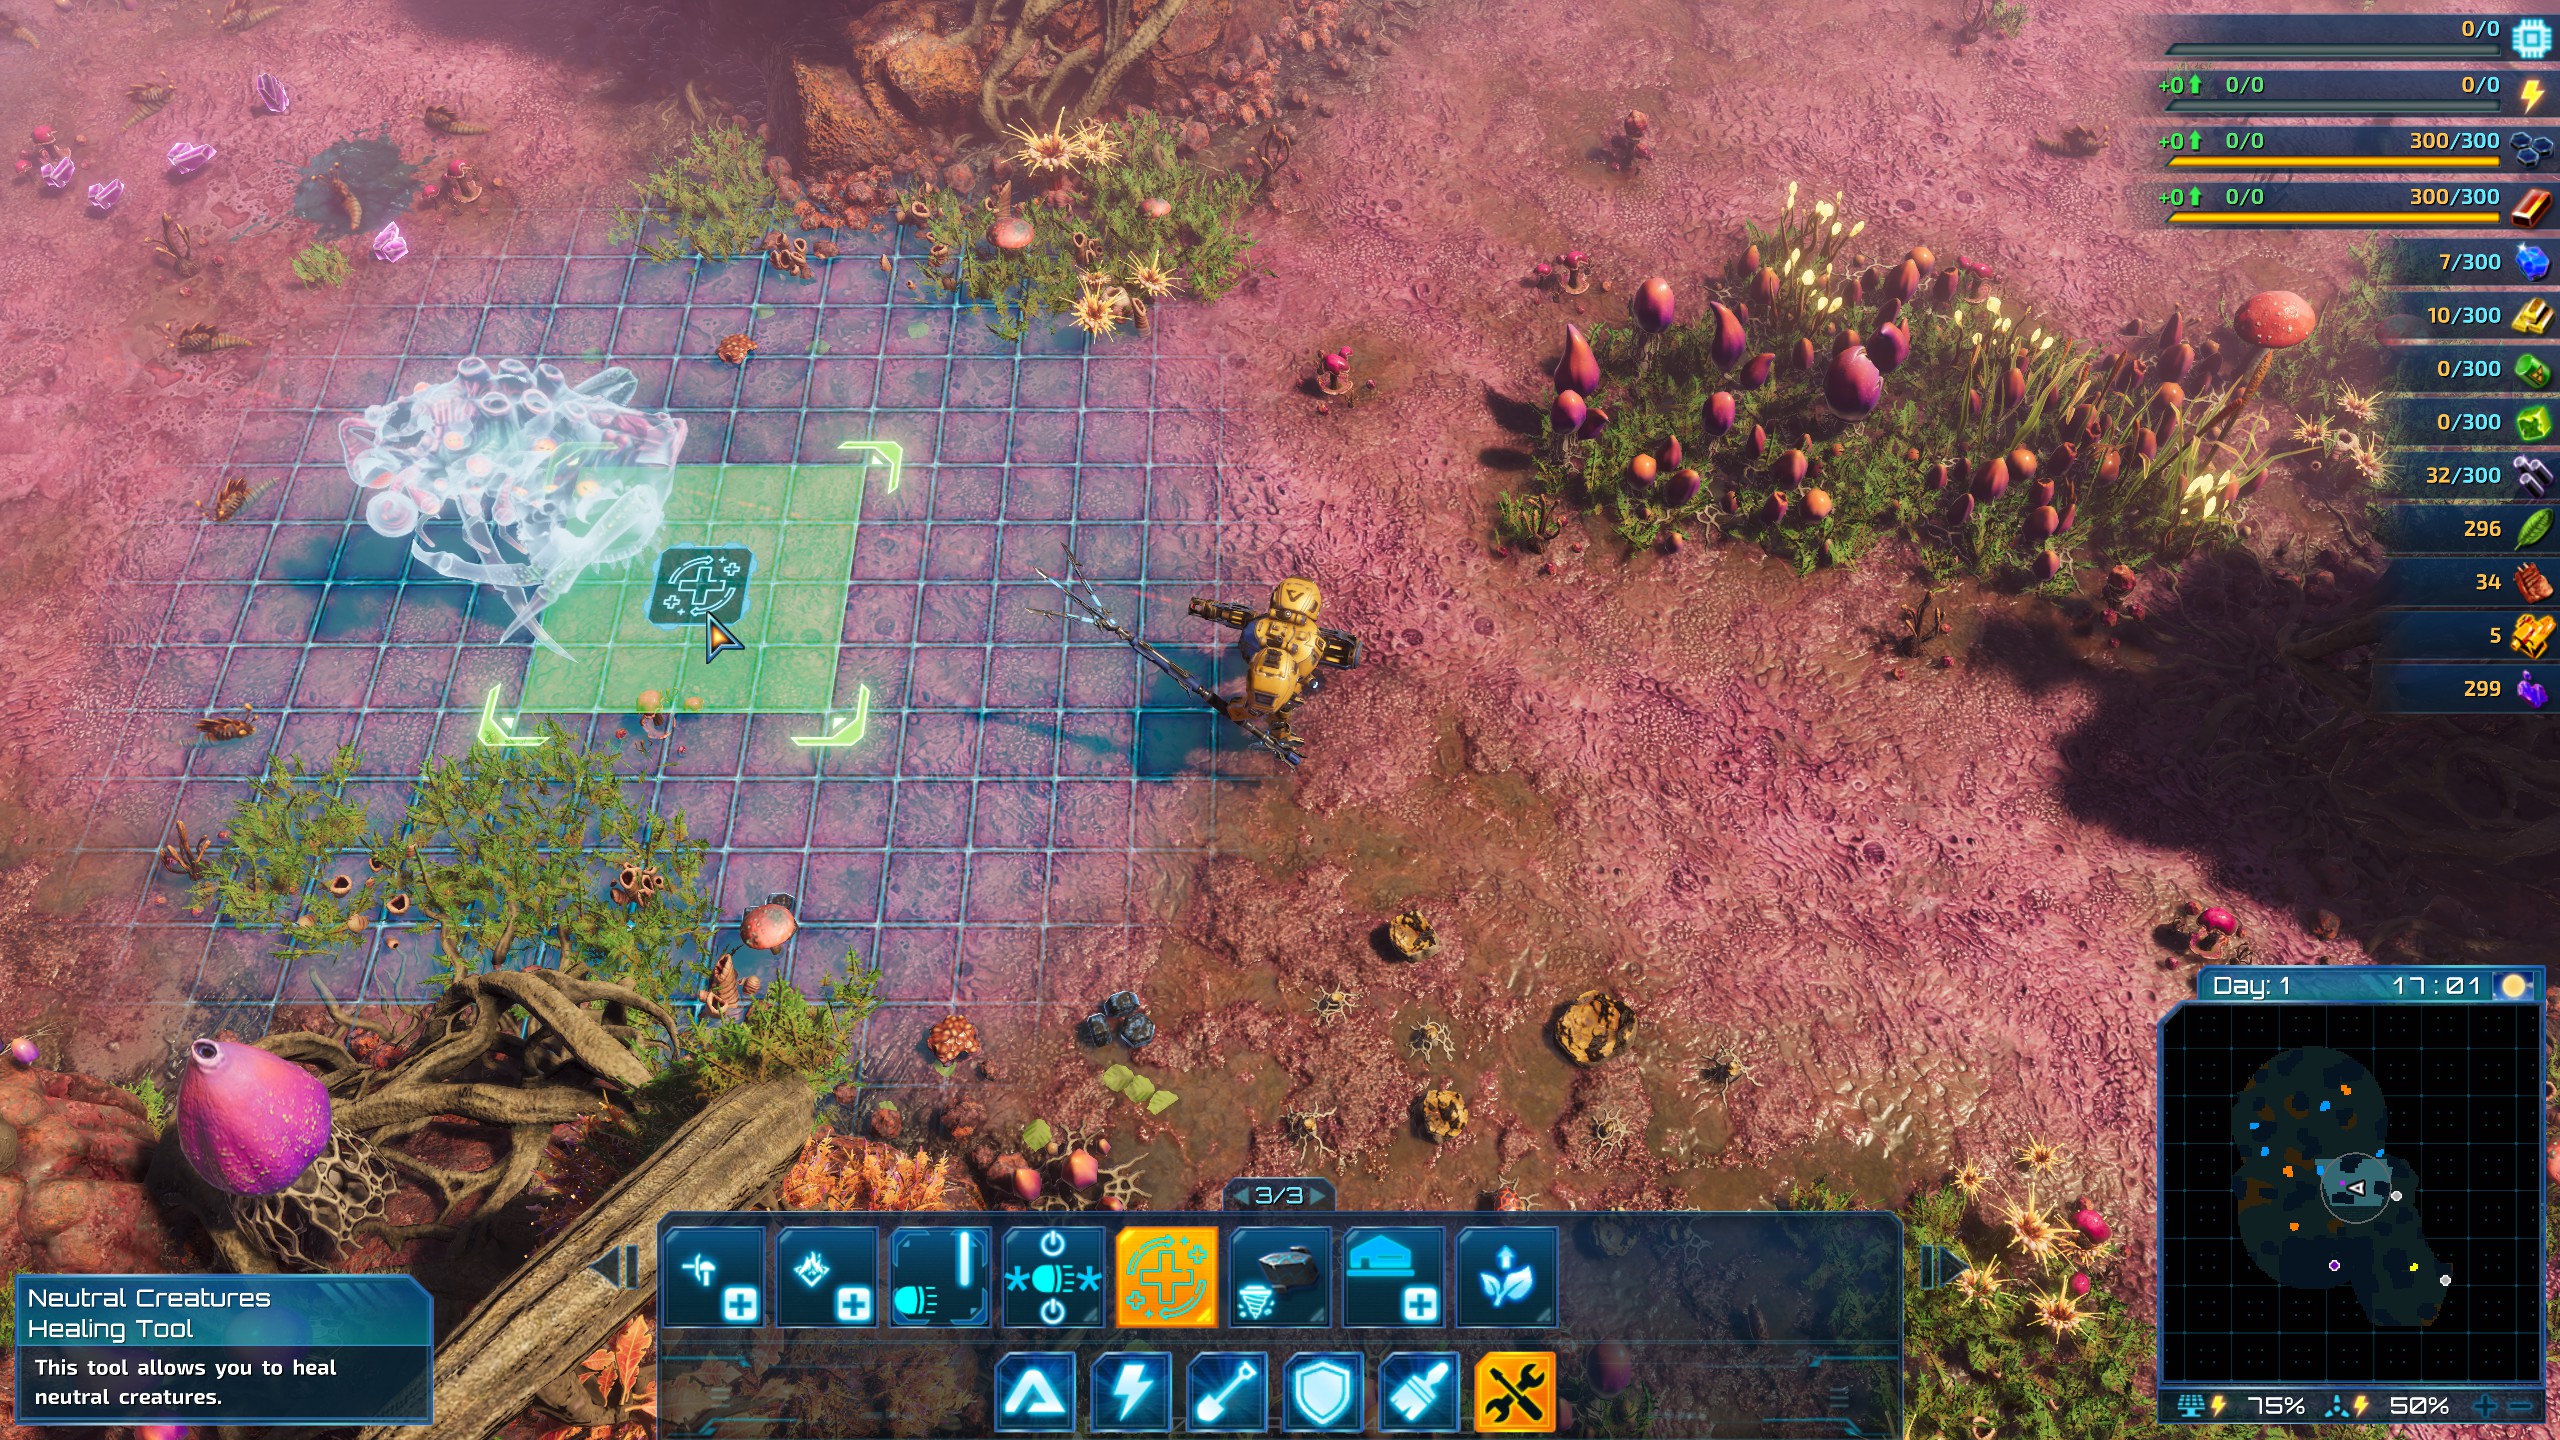 0/0
+0 0/0 0/0
+0 0/0 300/300
+0 0/0 300/300
7/300
10/300
0/300
0/300
32/300
296
34
5
299
Day: 1 17:01
3/3
Neutral Creatures
Healing Tool
This tool allows you to heal
neutral creatures.
75% 50%